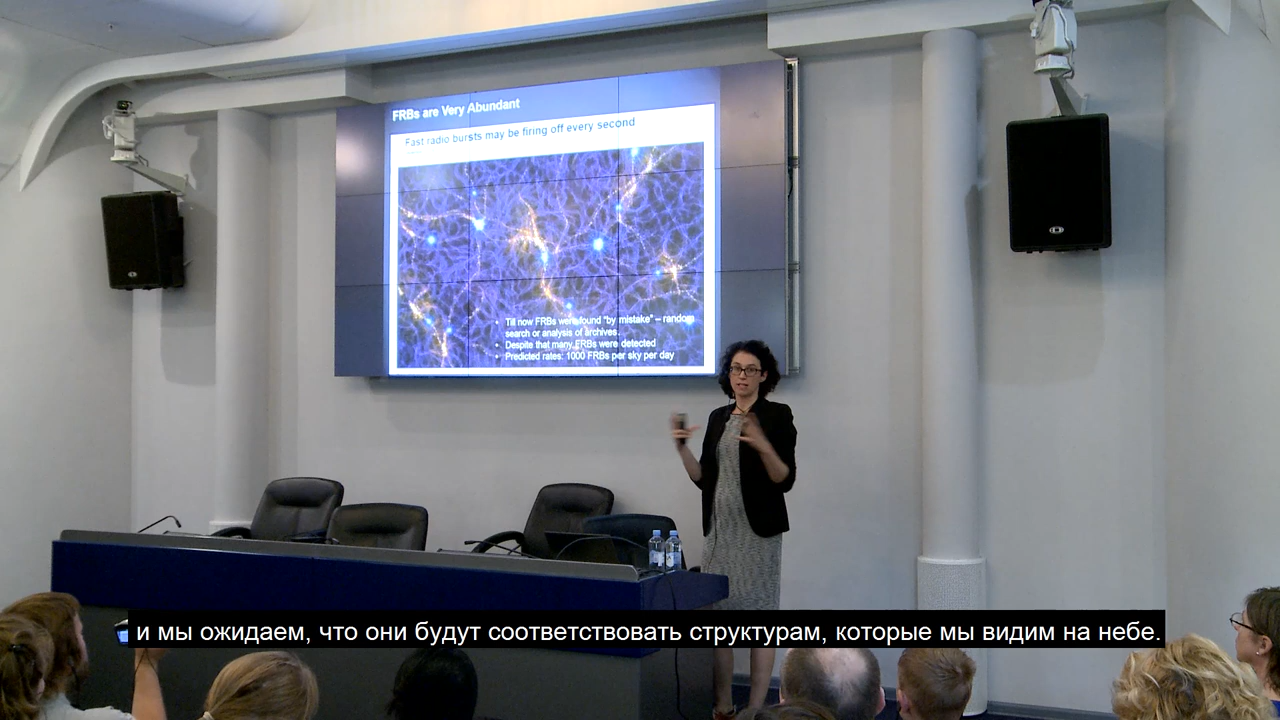 FRBs are Very Abundant
Fast radio bursts may be firing off every second
• Till now FRBs were found "by mistake" – random
search or analysis of archives.
• Despite that many FRBs were detected
• Predicted rates: 1000 FRBs per sky per day
и мы ожидаем, что они будут соответствовать структурам, которые мы видим на небе.